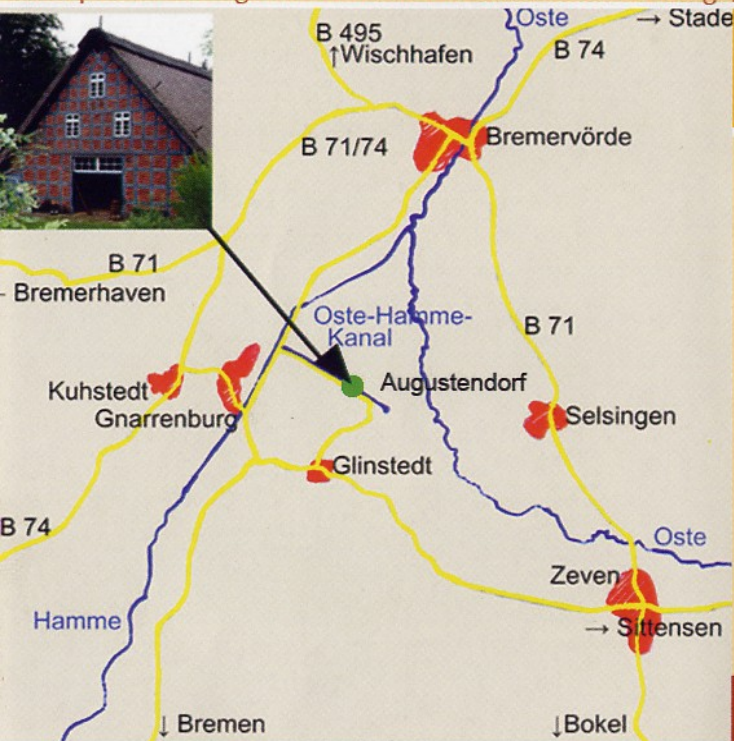 Oste
→ Stade
B 495
↑Wischhafen
B 74
Bremervörde
B 71/74
B 71
Bremerhaven
Oste-Hamme-
Kanal
B 71
Augustendorf
Kuhstedt
Gnarrenburg
Selsingen
Glinstedt
B 74
Oste
Zeven
Hamme
→ Sittensen
↓ Bremen
↓Bokel